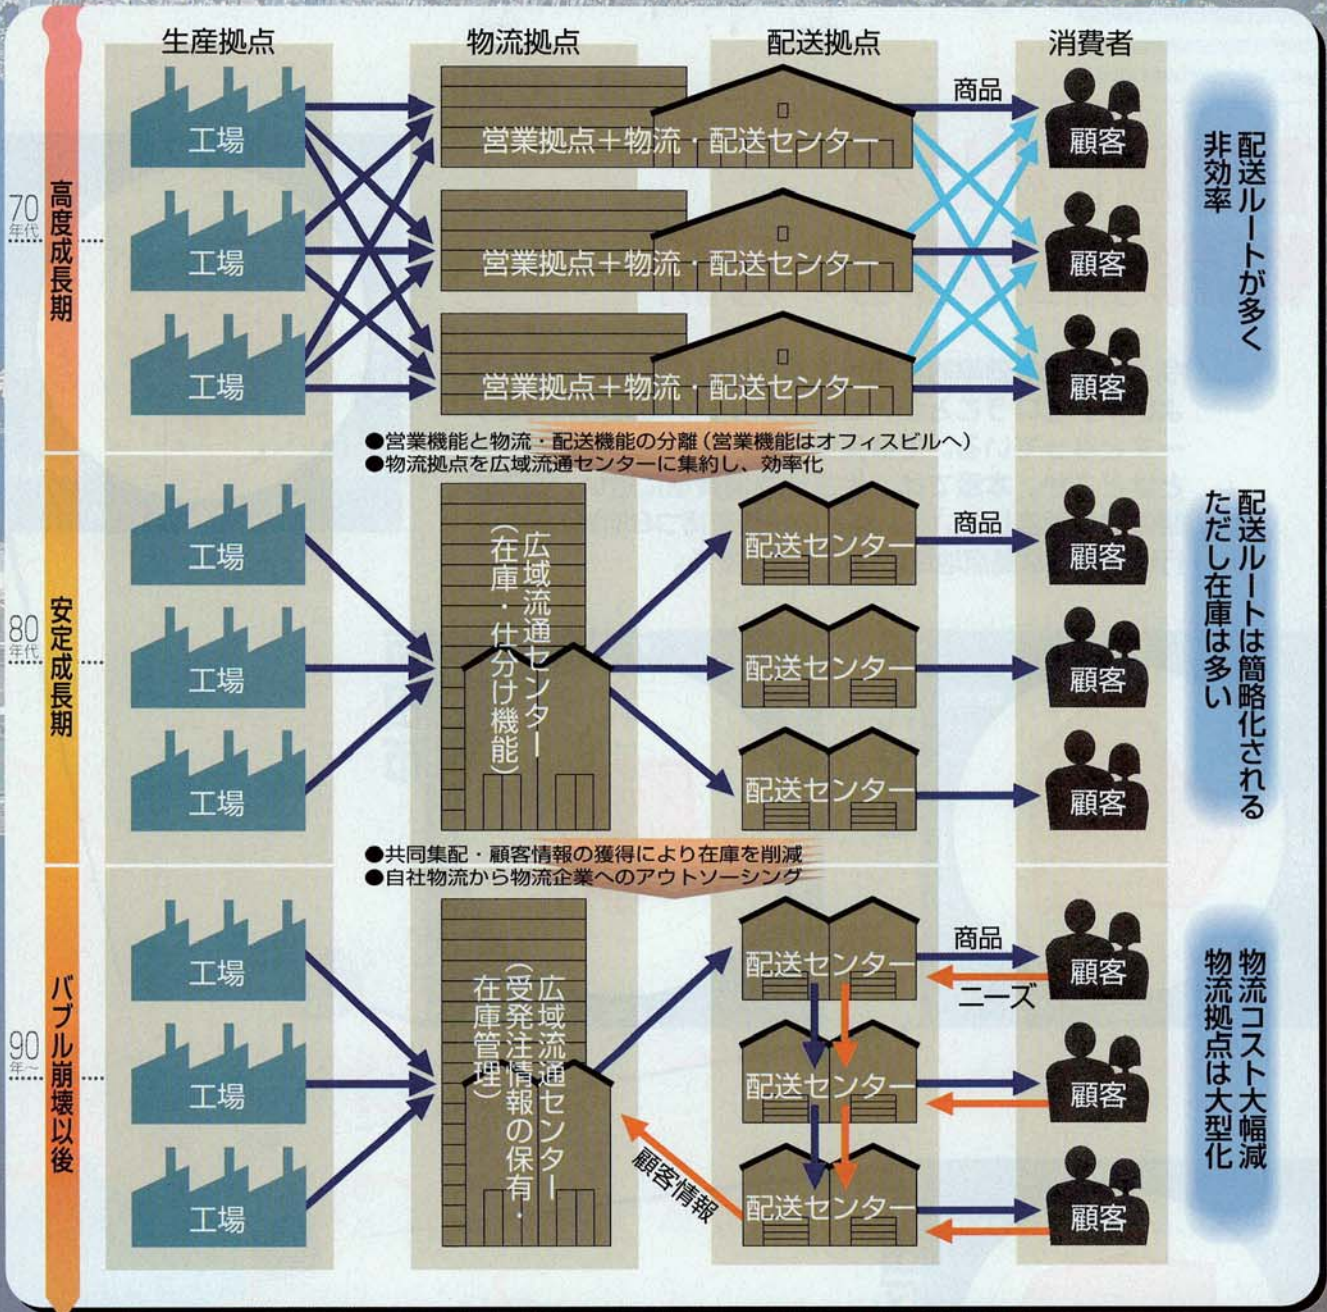 生産拠点
物流拠点
配送拠点
消費者
70
年代
高度成長期
工場
営業拠点＋物流・配送センター
商品
顧客
工場
営業拠点＋物流・配送センター
顧客
工場
営業拠点＋物流・配送センター
顧客
配送ルートが多く
非効率
●営業機能と物流・配送機能の分離（営業機能はオフィスビルへ）
●物流拠点を広域流通センターに集約し、効率化
80
年代
安定成長期
工場
工場
工場
広域流通センター
（在庫・仕分け機能）
配送センター
商品
顧客
配送センター
顧客
配送センター
顧客
配送ルートは簡略化される
ただし在庫は多い
●共同集配・顧客情報の獲得により在庫を削減
●自社物流から物流企業へのアウトソーシング
90
年～
バブル崩壊以後
工場
工場
工場
広域流通センター
（受発注情報の保有・
在庫管理）
配送センター
商品
ニーズ
顧客
配送センター
顧客
顧客情報
配送センター
顧客
物流コスト大幅減
物流拠点は大型化